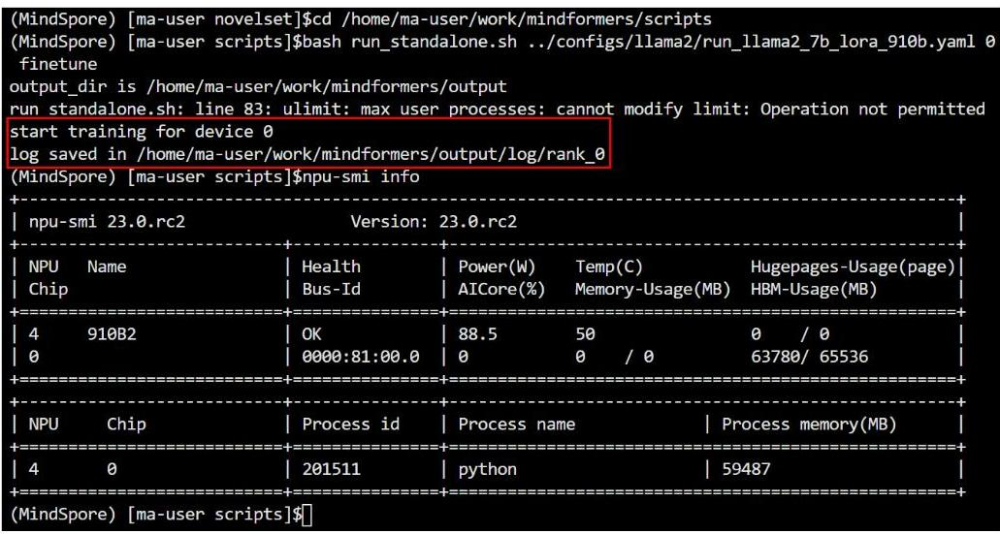 (MindSpore) [ma-user novelset]$cd /home/ma-user/work/mindformers/scripts
(MindSpore) [ma-user scripts]$bash run_standalone.sh ../configs/llama2/run_llama2_7b_lora_910b.yaml 0
 finetune
output_dir is /home/ma-user/work/mindformers/output
run_standalone.sh: line 83: ulimit: max user processes: cannot modify limit: Operation not permitted
start training for device 0
log saved in /home/ma-user/work/mindformers/output/log/rank_0
(MindSpore) [ma-user scripts]$npu-smi info
+------------------------------------------------------------------------------------------------+
| npu-smi 23.0.rc2                 Version: 23.0.rc2                                             |
+---------------------------+---------------+----------------------------------------------------+
| NPU   Name                | Health        | Power(W)    Temp(C)           Hugepages-Usage(page)|
| Chip                      | Bus-Id        | AICore(%)   Memory-Usage(MB)  HBM-Usage(MB)        |
+===========================+===============+====================================================+
| 4     910B2               | OK            | 88.5        50                0    / 0             |
| 0                         | 0000:81:00.0  | 0           0    / 0          63780/ 65536         |
+===========================+===============+====================================================+
+---------------------------+---------------+----------------------------------------------------+
| NPU     Chip              | Process id    | Process name             | Process memory(MB)      |
+===========================+===============+====================================================+
| 4       0                 | 201511        | python                   | 59487                   |
+===========================+===============+====================================================+
(MindSpore) [ma-user scripts]$